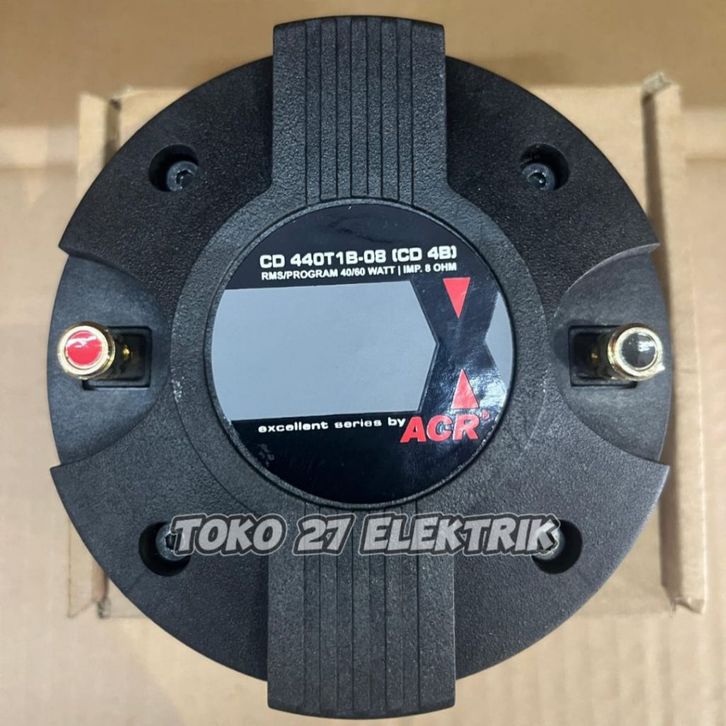 CD 440T1B-08 (CD 4B)
RMS/PROGRAM 40/60 WATT | IMP. 8 OHM
excellent series by ACR®
TOKO 27 ELEKTRIK